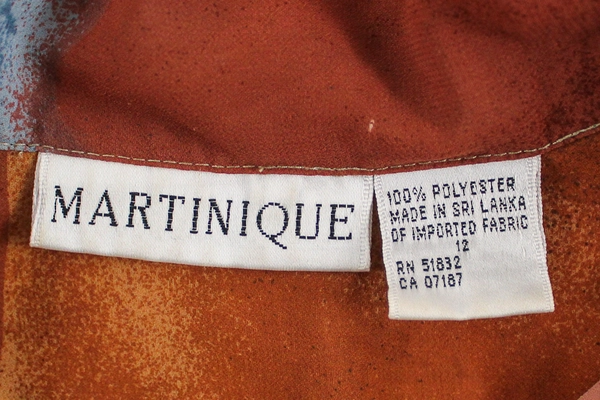 MARTINIQUE
100% POLYESTER
MADE IN SRI LANKA
OF IMPORTED FABRIC
12
RN 51832
CA 07187